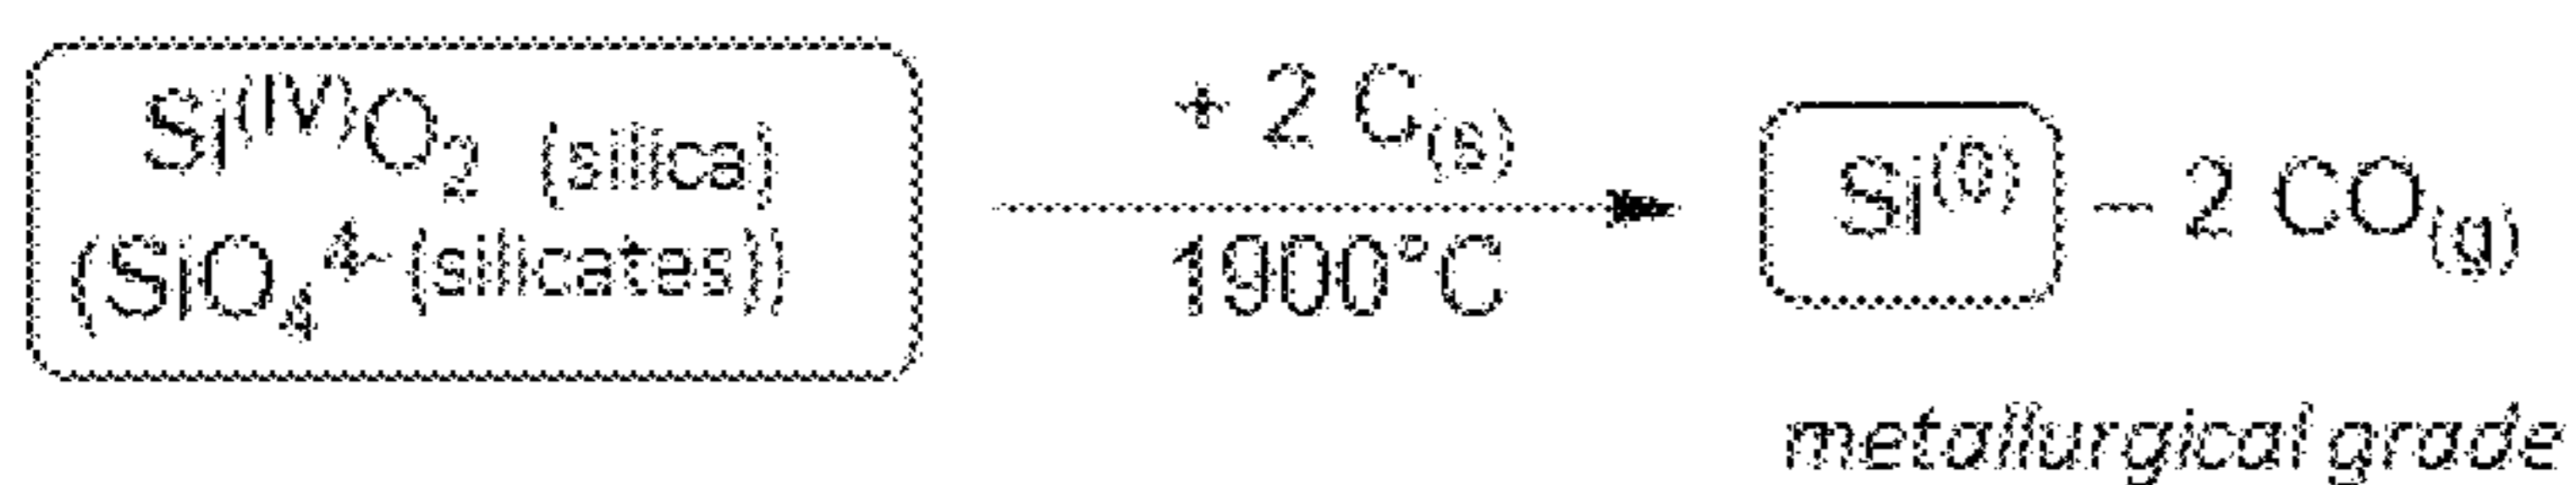 Si(IV)O2 (silica)
(SiO4 4- (silicates))
+ 2 C(s)
1900°C
Si(0) – 2 CO(g)
metallurgical grade